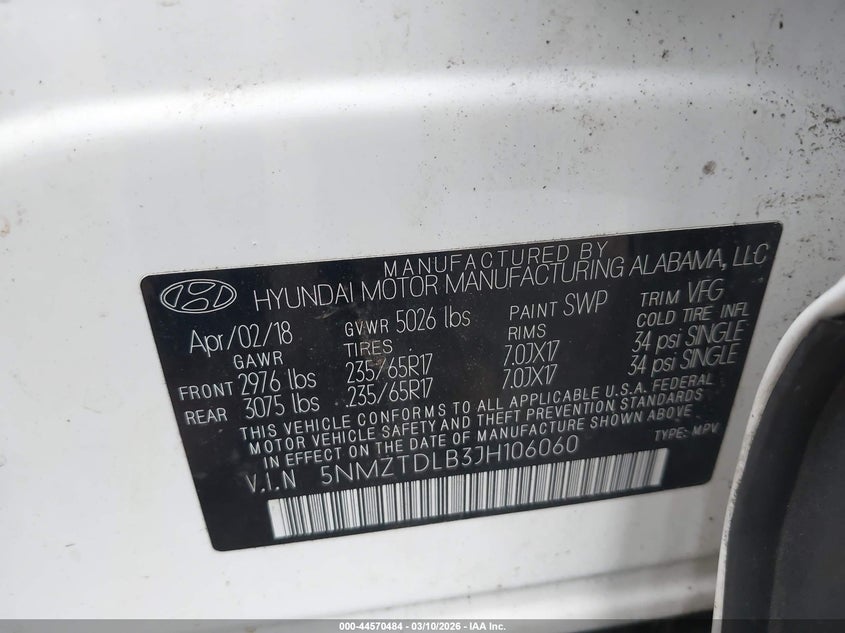 MANUFACTURED BY
HYUNDAI MOTOR MANUFACTURING ALABAMA, LLC
Apr/02/18 GVWR 5026 lbs PAINT SWP TRIM VFG
GAWR TIRES RIMS COLD TIRE INFL
FRONT 2976 lbs 235/65R17 7.0JX17 34 psi SINGLE
REAR 3075 lbs 235/65R17 7.0JX17 34 psi SINGLE
THIS VEHICLE CONFORMS TO ALL APPLICABLE U.S.A. FEDERAL
MOTOR VEHICLE SAFETY AND THEFT PREVENTION STANDARDS
IN EFFECT ON THE DATE OF MANUFACTURE SHOWN ABOVE
V.I.N 5NMZTDLB3JH106060 TYPE: MPV
000-44570484 - 03/10/2026 - IAA Inc.